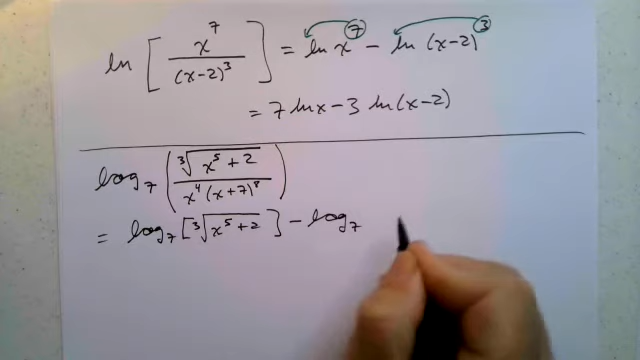 ln [ x^7 / (x-2)^3 ] = ln x^7 - ln (x-2)^3
= 7 ln x - 3 ln(x-2)
log_7 ( ∛(x^5 + 2) / x^4 (x+7)^8 )
= log_7 [ ∛(x^5 + 2) ] - log_7